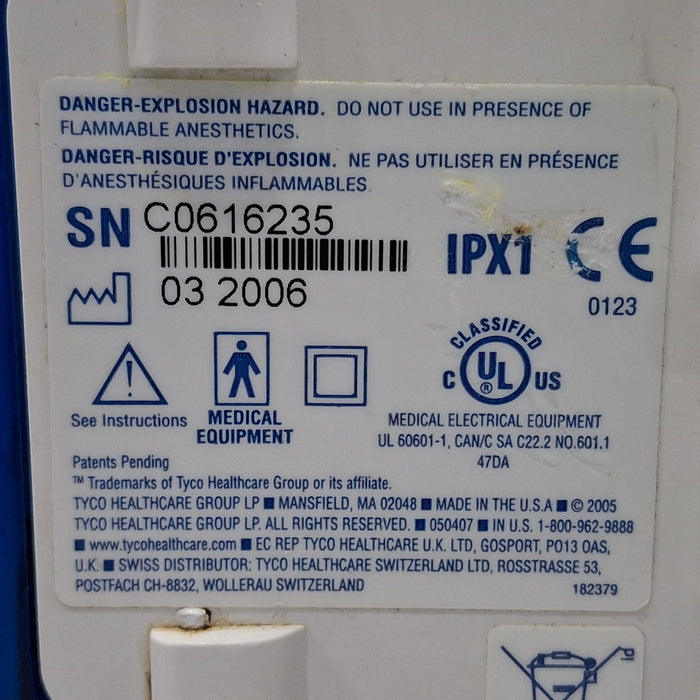 DANGER-EXPLOSION HAZARD. DO NOT USE IN PRESENCE OF
FLAMMABLE ANESTHETICS.
DANGER-RISQUE D'EXPLOSION. NE PAS UTILISER EN PRÉSENCE
D'ANESTHÉSIQUES INFLAMMABLES.
SN C0616235
IPX1 CE
0123
03 2006
CLASSIFIED
C UL® US
See Instructions
MEDICAL
EQUIPMENT
MEDICAL ELECTRICAL EQUIPMENT
UL 60601-1, CAN/C SA C22.2 NO.601.1
47DA
Patents Pending
™ Trademarks of Tyco Healthcare Group or its affiliate.
TYCO HEALTHCARE GROUP LP ■ MANSFIELD, MA 02048 ■ MADE IN THE U.S.A ■ © 2005
TYCO HEALTHCARE GROUP LP. ALL RIGHTS RESERVED. ■ 050407 ■ IN U.S. 1-800-962-9888
■ www.tycohealthcare.com ■ EC REP TYCO HEALTHCARE U.K. LTD, GOSPORT, PO13 OAS,
U.K. ■ SWISS DISTRIBUTOR: TYCO HEALTHCARE SWITZERLAND LTD, ROSSTRASSE 53,
POSTFACH CH-8832, WOLLERAU SWITZERLAND
182379